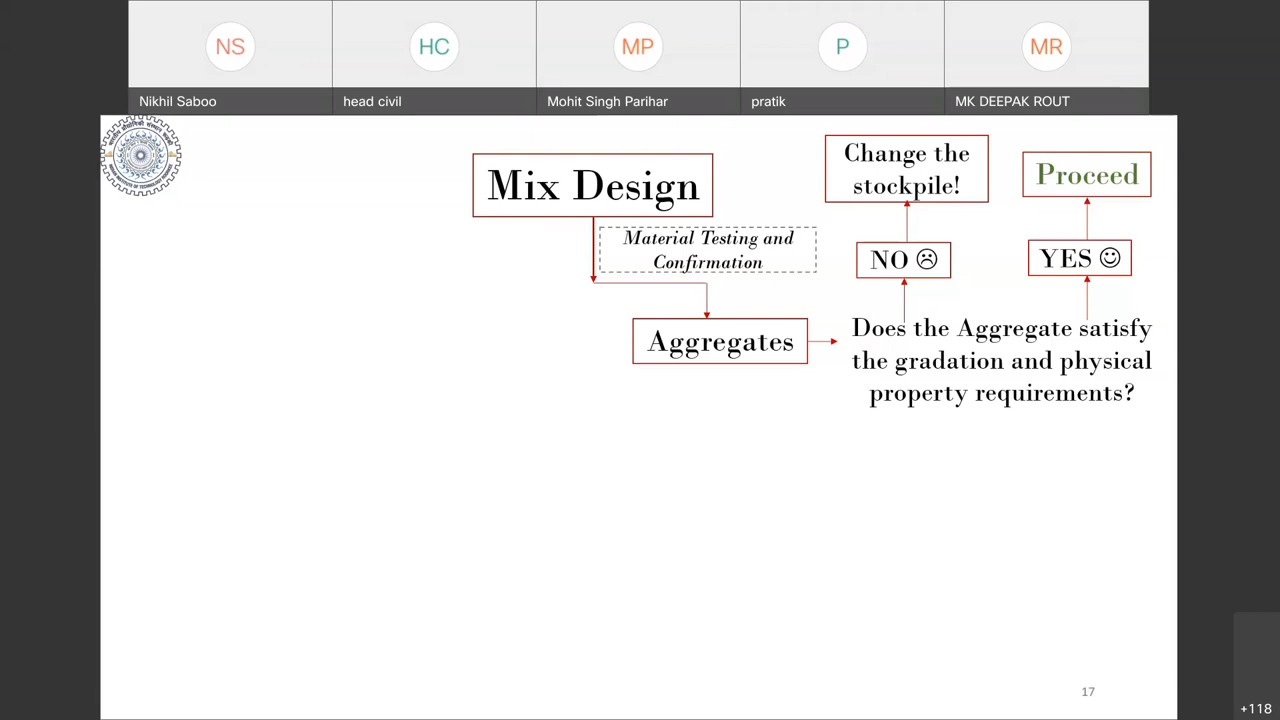 NS
HC
MP
P
MR
Nikhil Saboo
head civil
Mohit Singh Parihar
pratik
MK DEEPAK ROUT
Mix Design
Change the
stockpile!
Proceed
Material Testing and
Confirmation
NO ☹
YES ☺
Aggregates
Does the Aggregate satisfy
the gradation and physical
property requirements?
17
+118